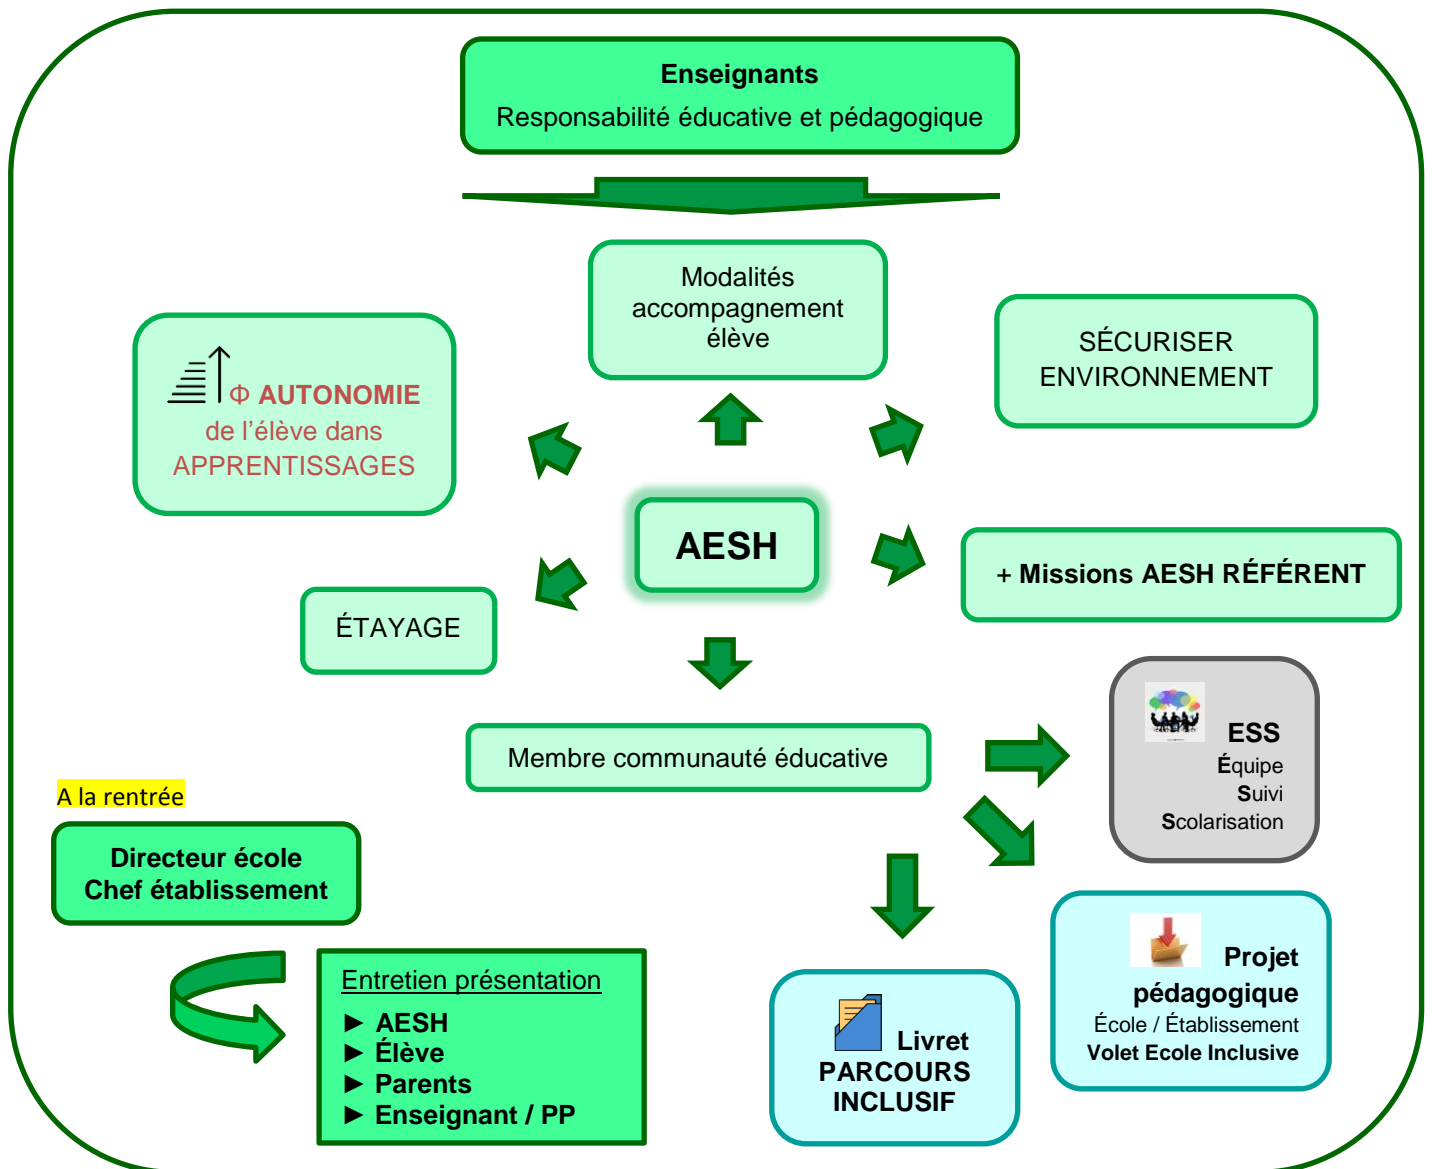 Enseignants
Responsabilité éducative et pédagogique
Modalités
accompagnement
élève
Φ AUTONOMIE
de l’élève dans
APPRENTISSAGES
SÉCURISER
ENVIRONNEMENT
AESH
+ Missions AESH RÉFÉRENT
ÉTAYAGE
Membre communauté éducative
ESS
Équipe
Suivi
Scolarisation
A la rentrée
Directeur école
Chef établissement
Entretien présentation
► AESH
► Élève
► Parents
► Enseignant / PP
Livret
PARCOURS
INCLUSIF
Projet
pédagogique
École / Établissement
Volet Ecole Inclusive